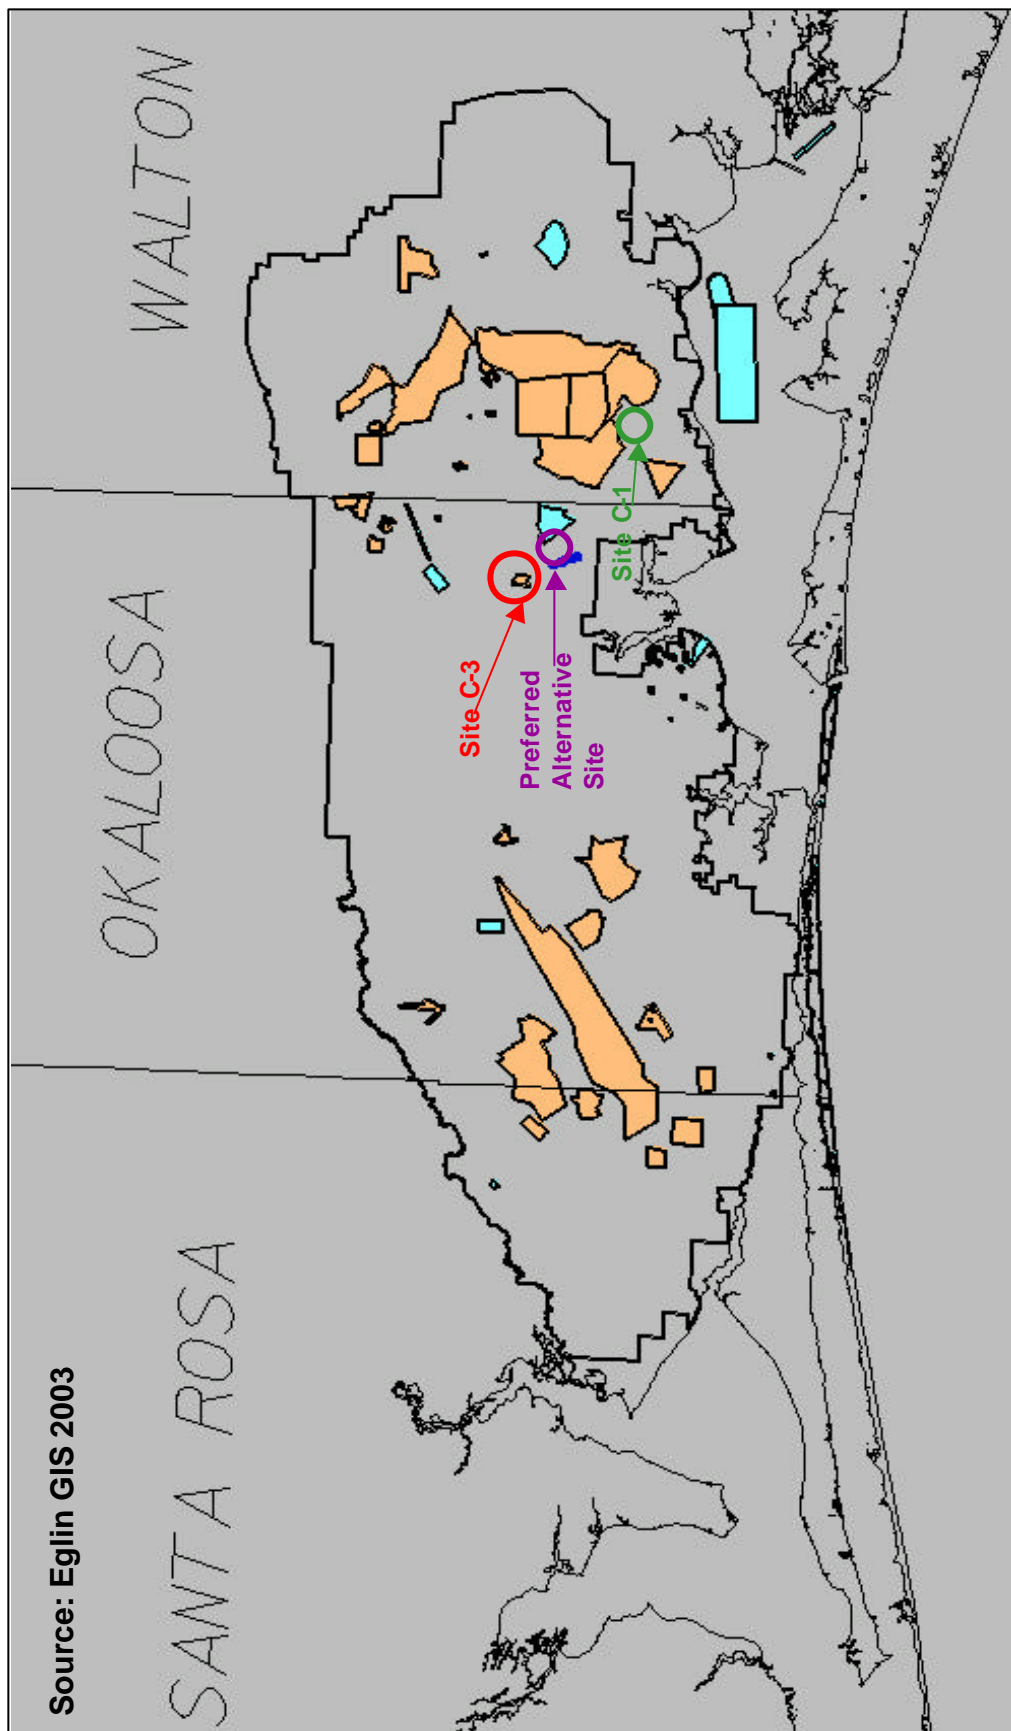 Source: Eglin GIS 2003
SANTA ROSA
OKALOOSA
WALTON
Site C-3
Preferred
Alternative
Site
Site C-1